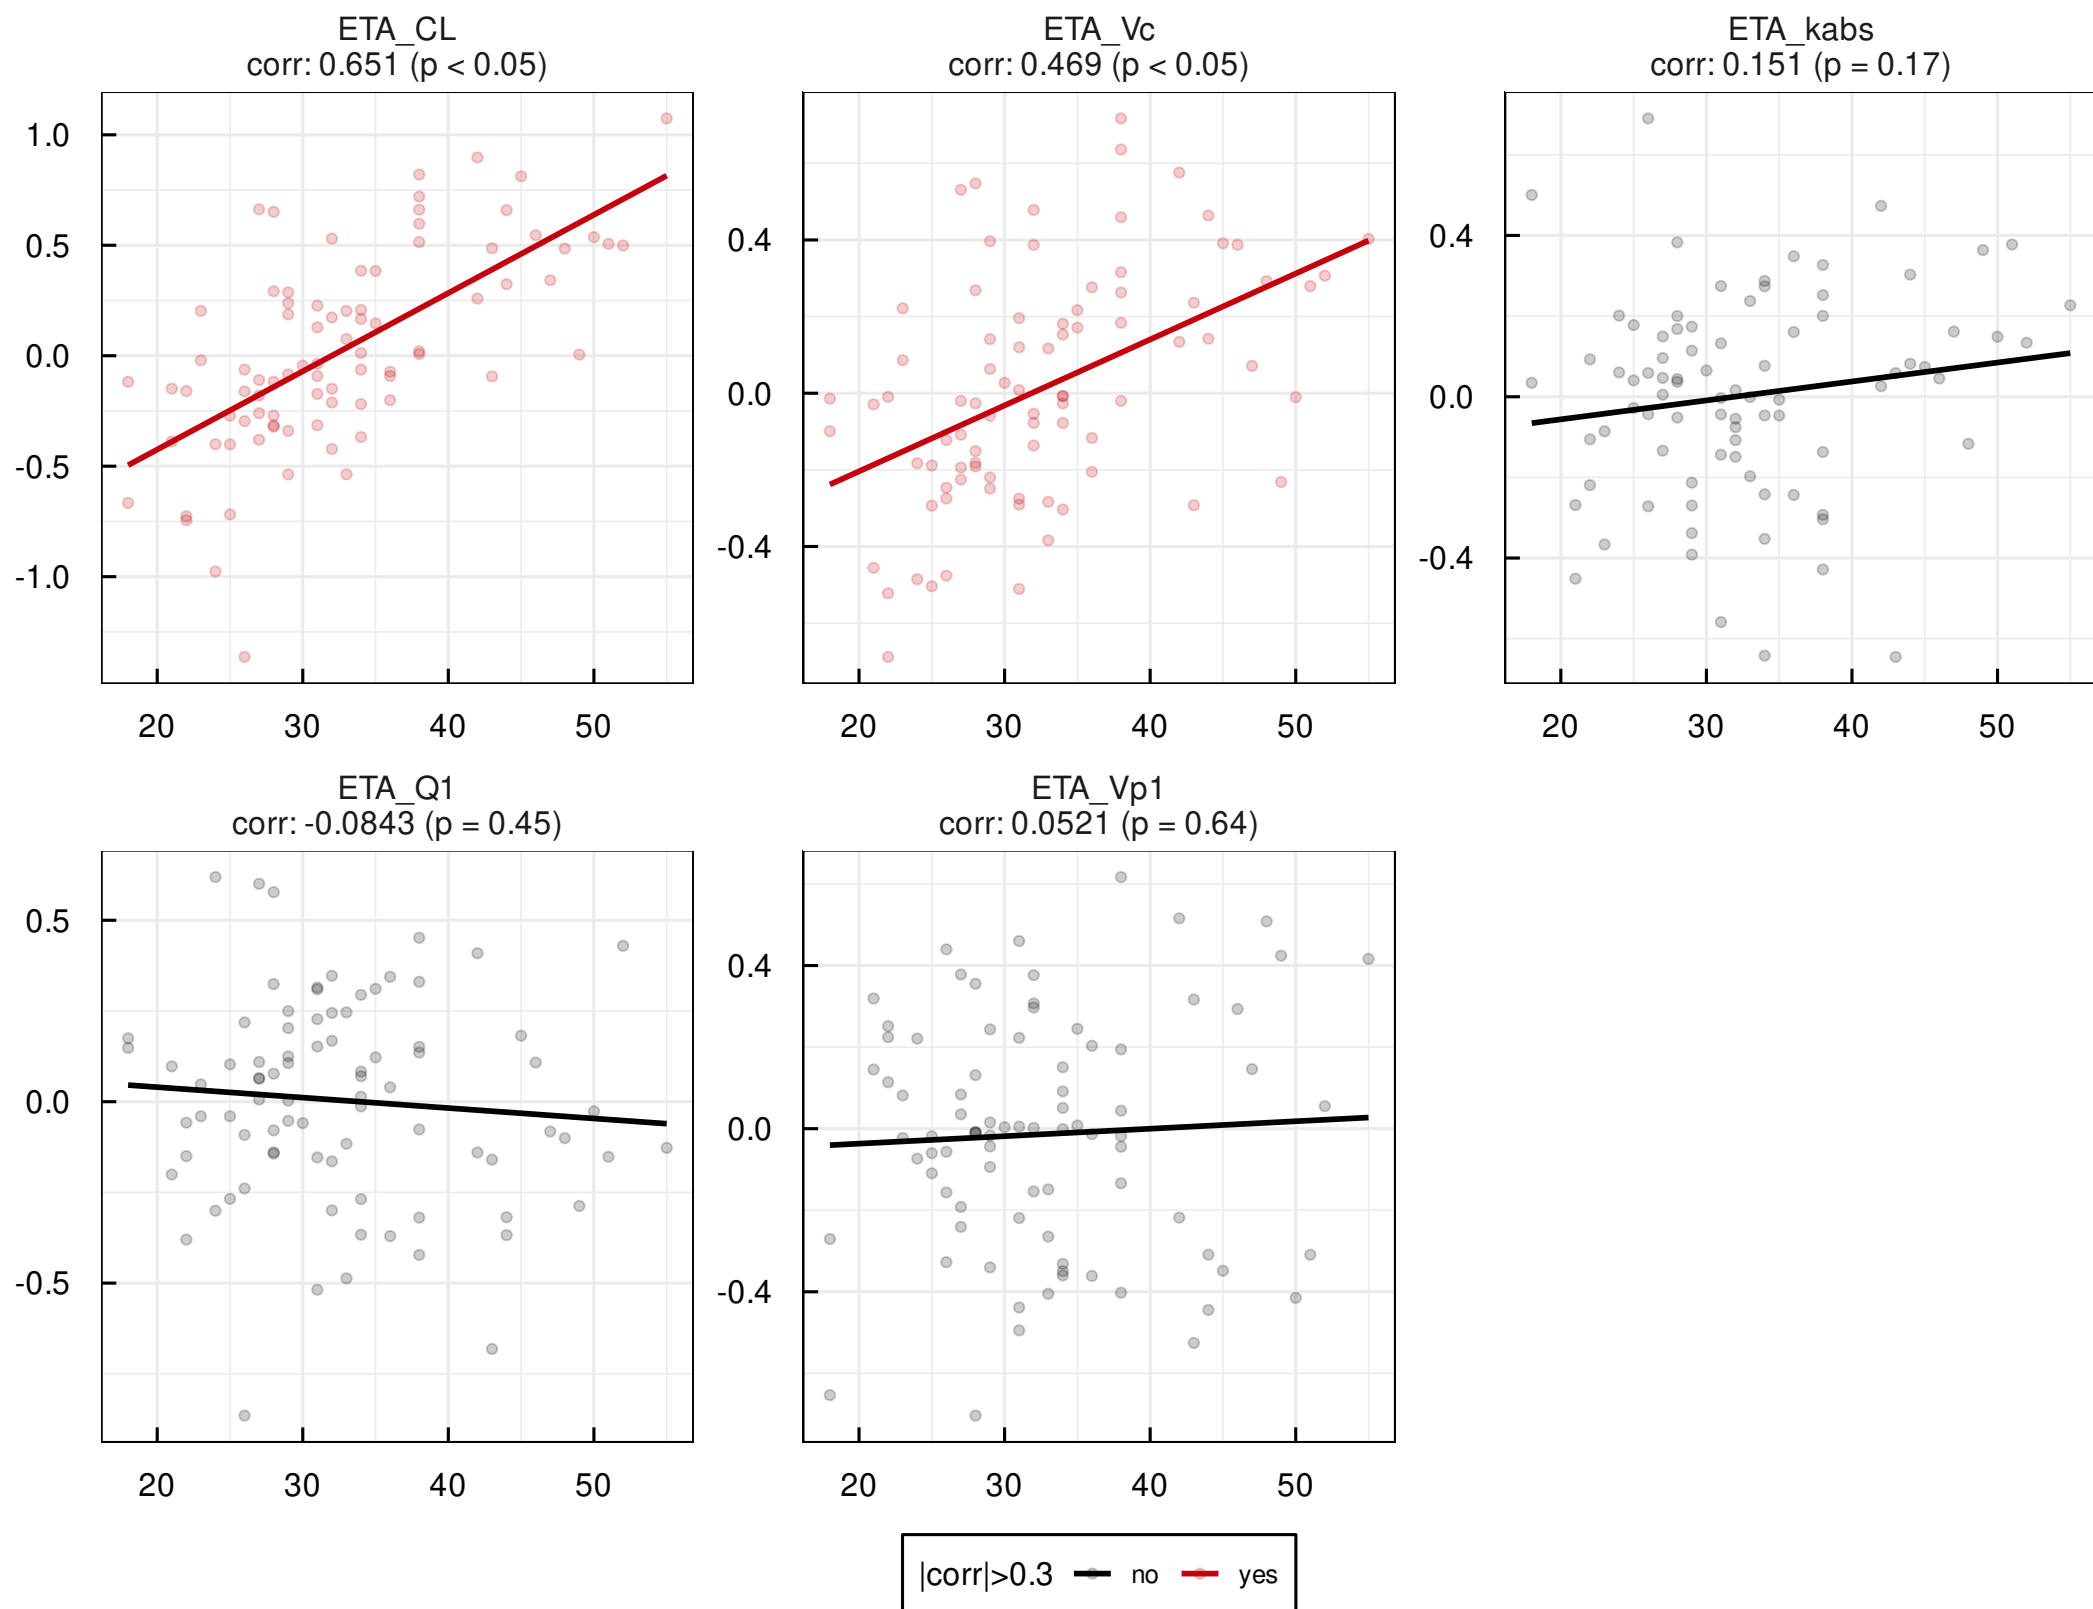 ETA_CL
corr: 0.651 (p < 0.05)
ETA_Vc
corr: 0.469 (p < 0.05)
ETA_kabs
corr: 0.151 (p = 0.17)
1.0
0.5
0.0
-0.5
-1.0
20 30 40 50
0.4
0.0
-0.4
20 30 40 50
0.4
0.0
-0.4
20 30 40 50
ETA_Q1
corr: -0.0843 (p = 0.45)
ETA_Vp1
corr: 0.0521 (p = 0.64)
0.5
0.0
-0.5
20 30 40 50
0.4
0.0
-0.4
20 30 40 50
|corr|>0.3 no yes